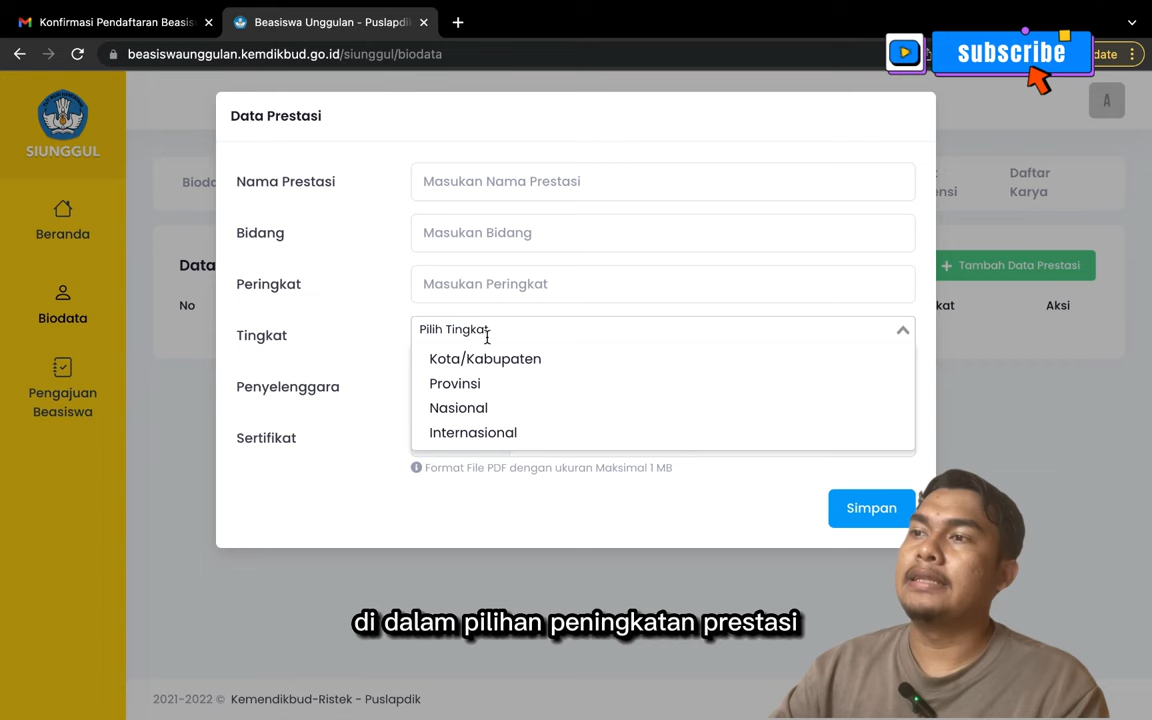 Konfirmasi Pendaftaran Beasis
Beasiswa Unggulan - Puslapdik
beasiswaunggulan.kemdikbud.go.id/siunggul/biodata
subscribe
date
A
SIUNGGUL
Beranda
Biodata
Pengajuan
Beasiswa
Data Prestasi
Nama Prestasi
Masukan Nama Prestasi
Bidang
Masukan Bidang
Peringkat
Masukan Peringkat
Tingkat
Pilih Tingkat
Kota/Kabupaten
Provinsi
Nasional
Internasional
Penyelenggara
Sertifikat
Format File PDF dengan ukuran Maksimal 1 MB
Simpan
Bioda
ensi
Daftar
Karya
Data
+ Tambah Data Prestasi
No
kat
Aksi
di dalam pilihan peningkatan prestasi
2021-2022 © Kemendikbud-Ristek - Puslapdik